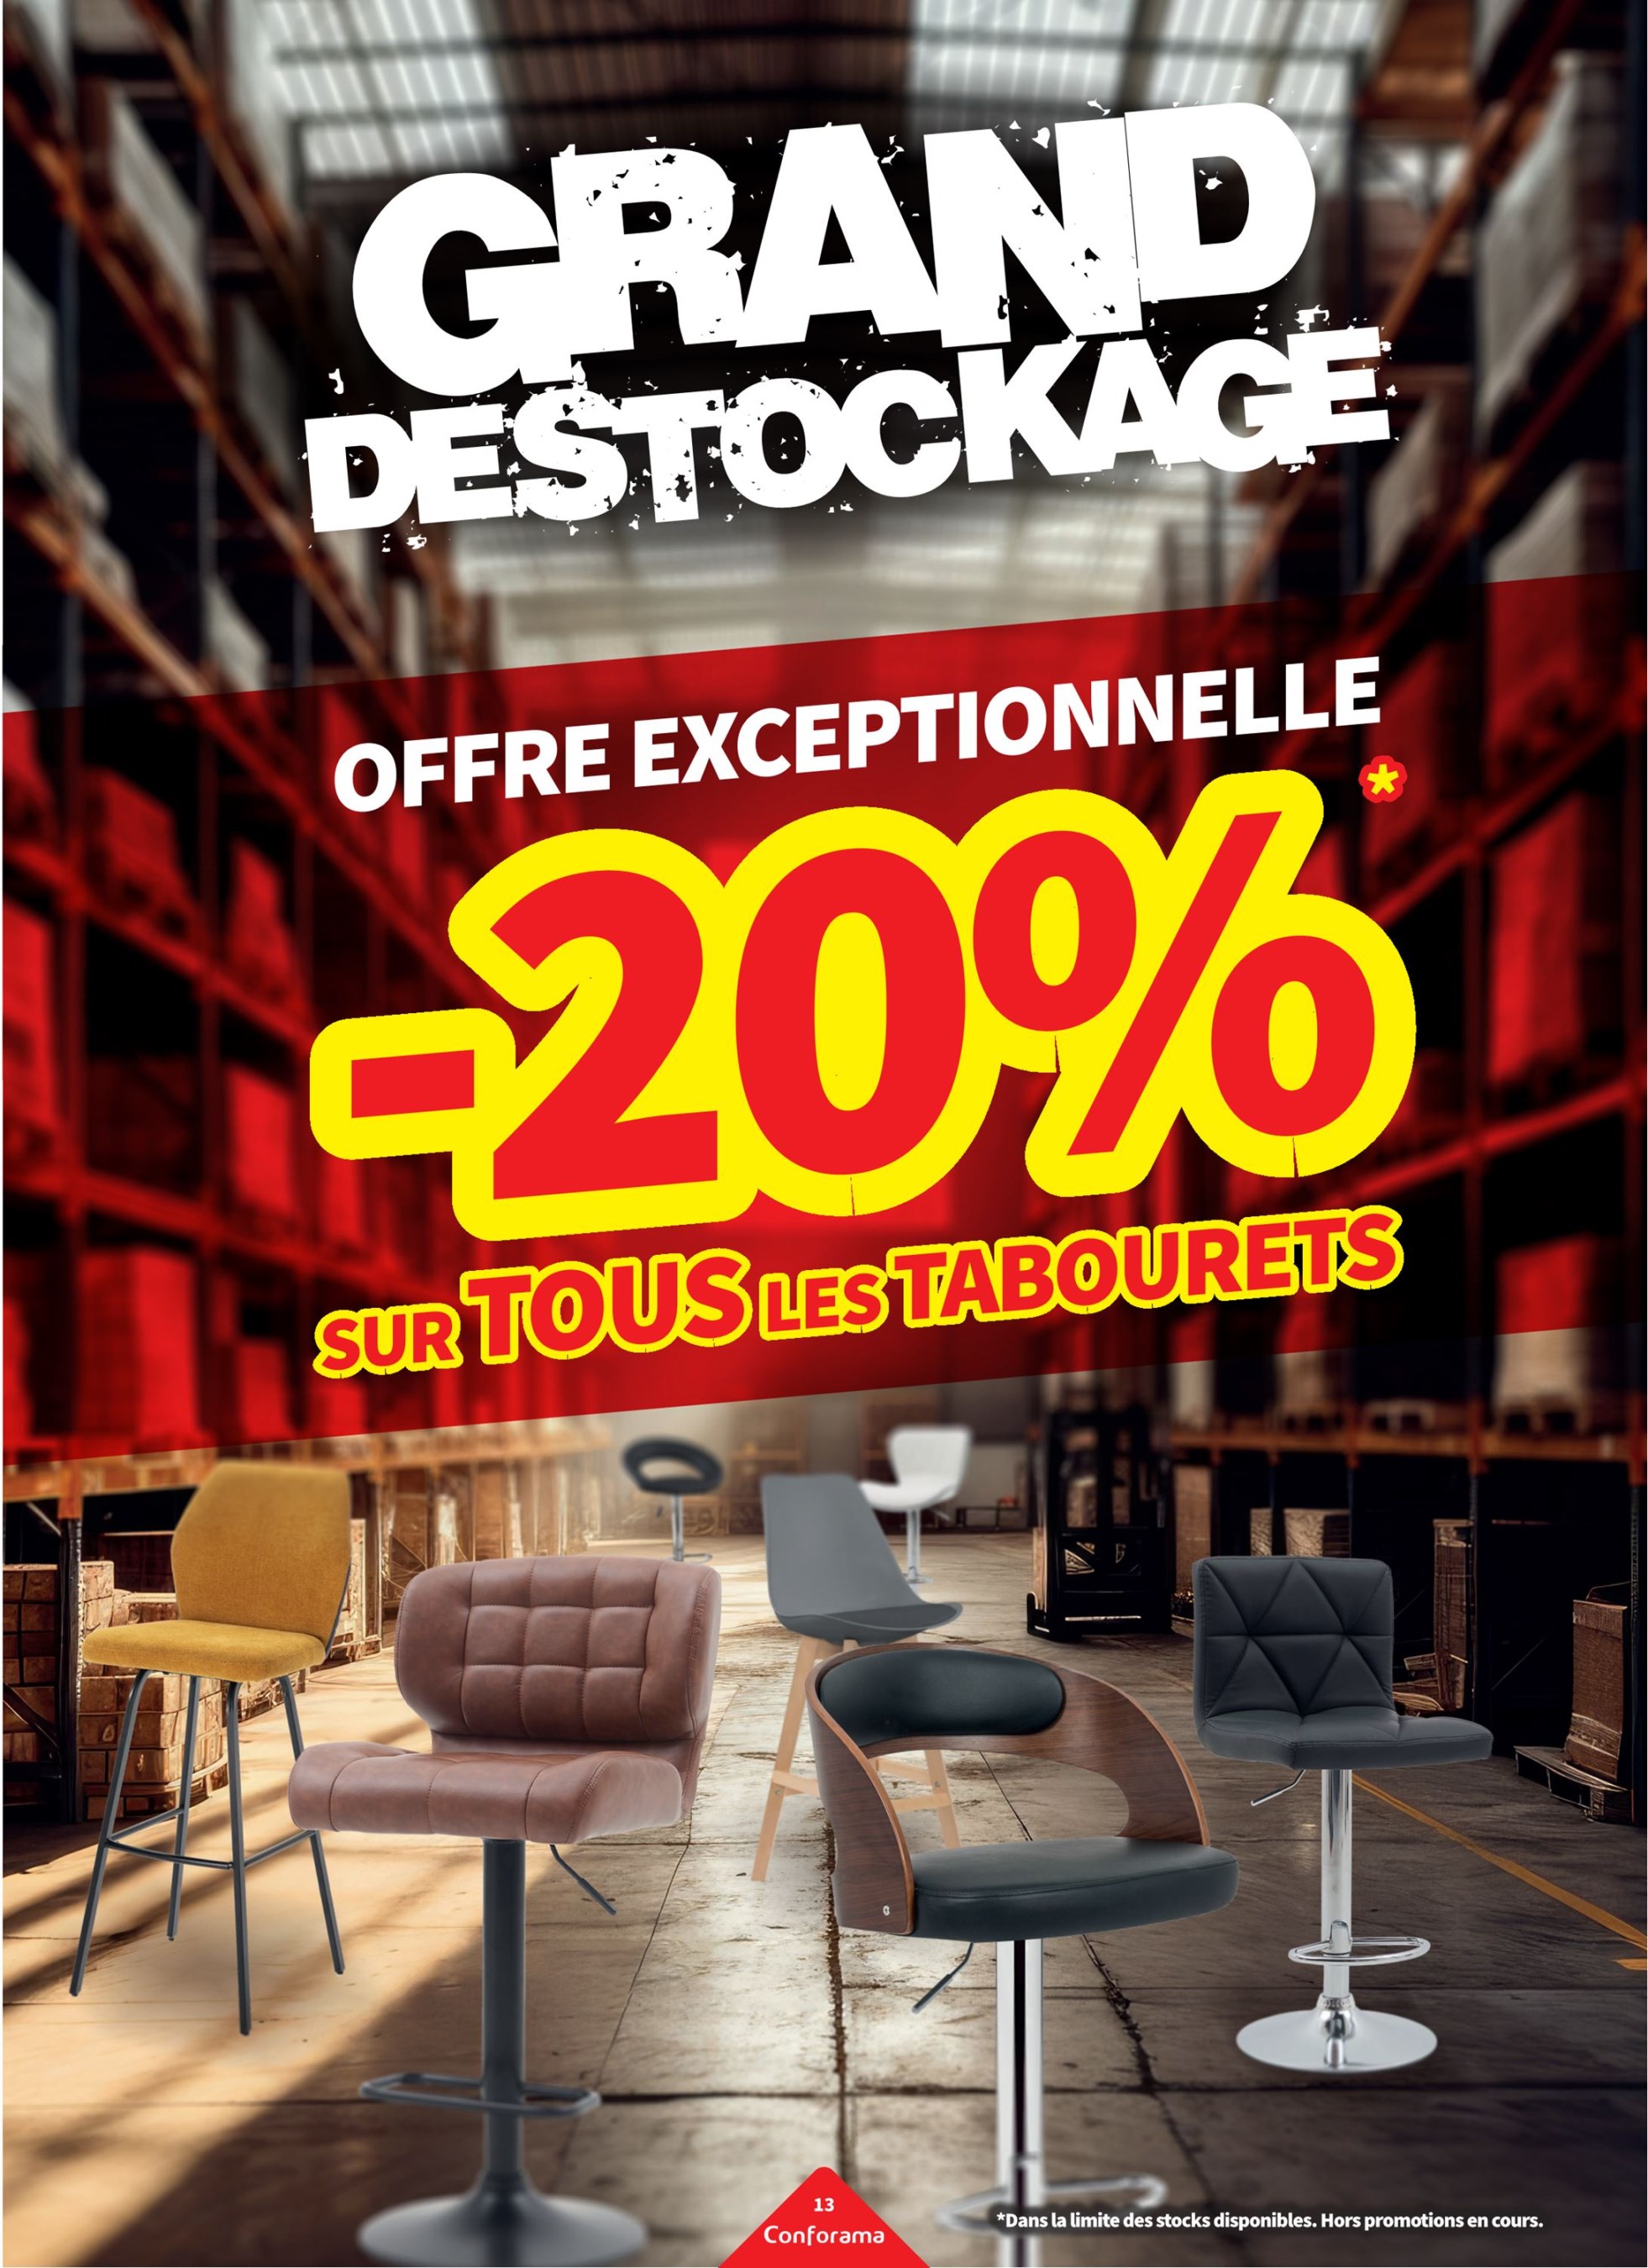 GRAND
DESTOCKAGE
OFFRE EXCEPTIONNELLE
-20%*
SUR TOUS LES TABOURETS
13
Conforama
*Dans la limite des stocks disponibles. Hors promotions en cours.